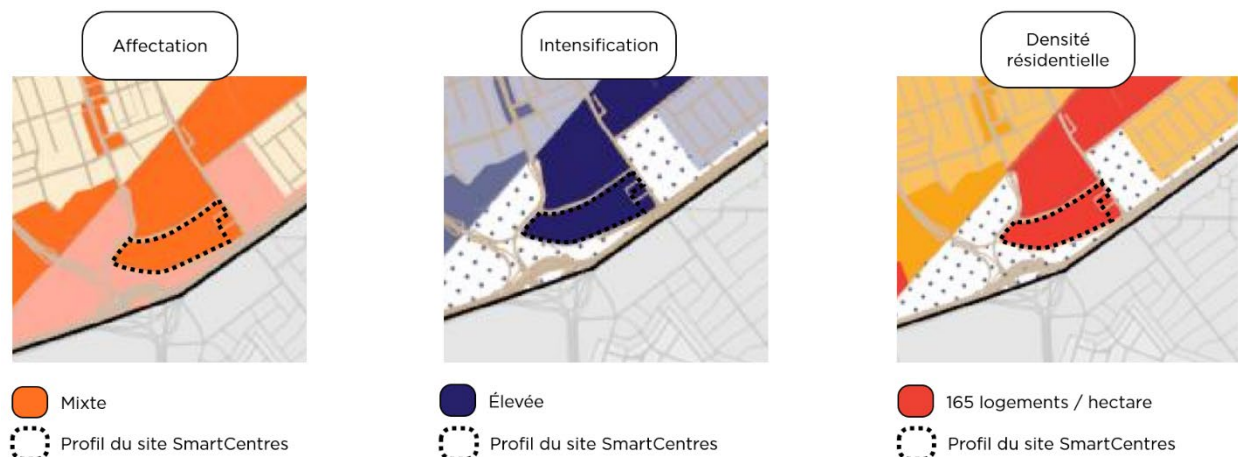 Affectation
Intensification
Densité
résidentielle
Mixte
Profil du site SmartCentres
Élevée
Profil du site SmartCentres
165 logements / hectare
Profil du site SmartCentres